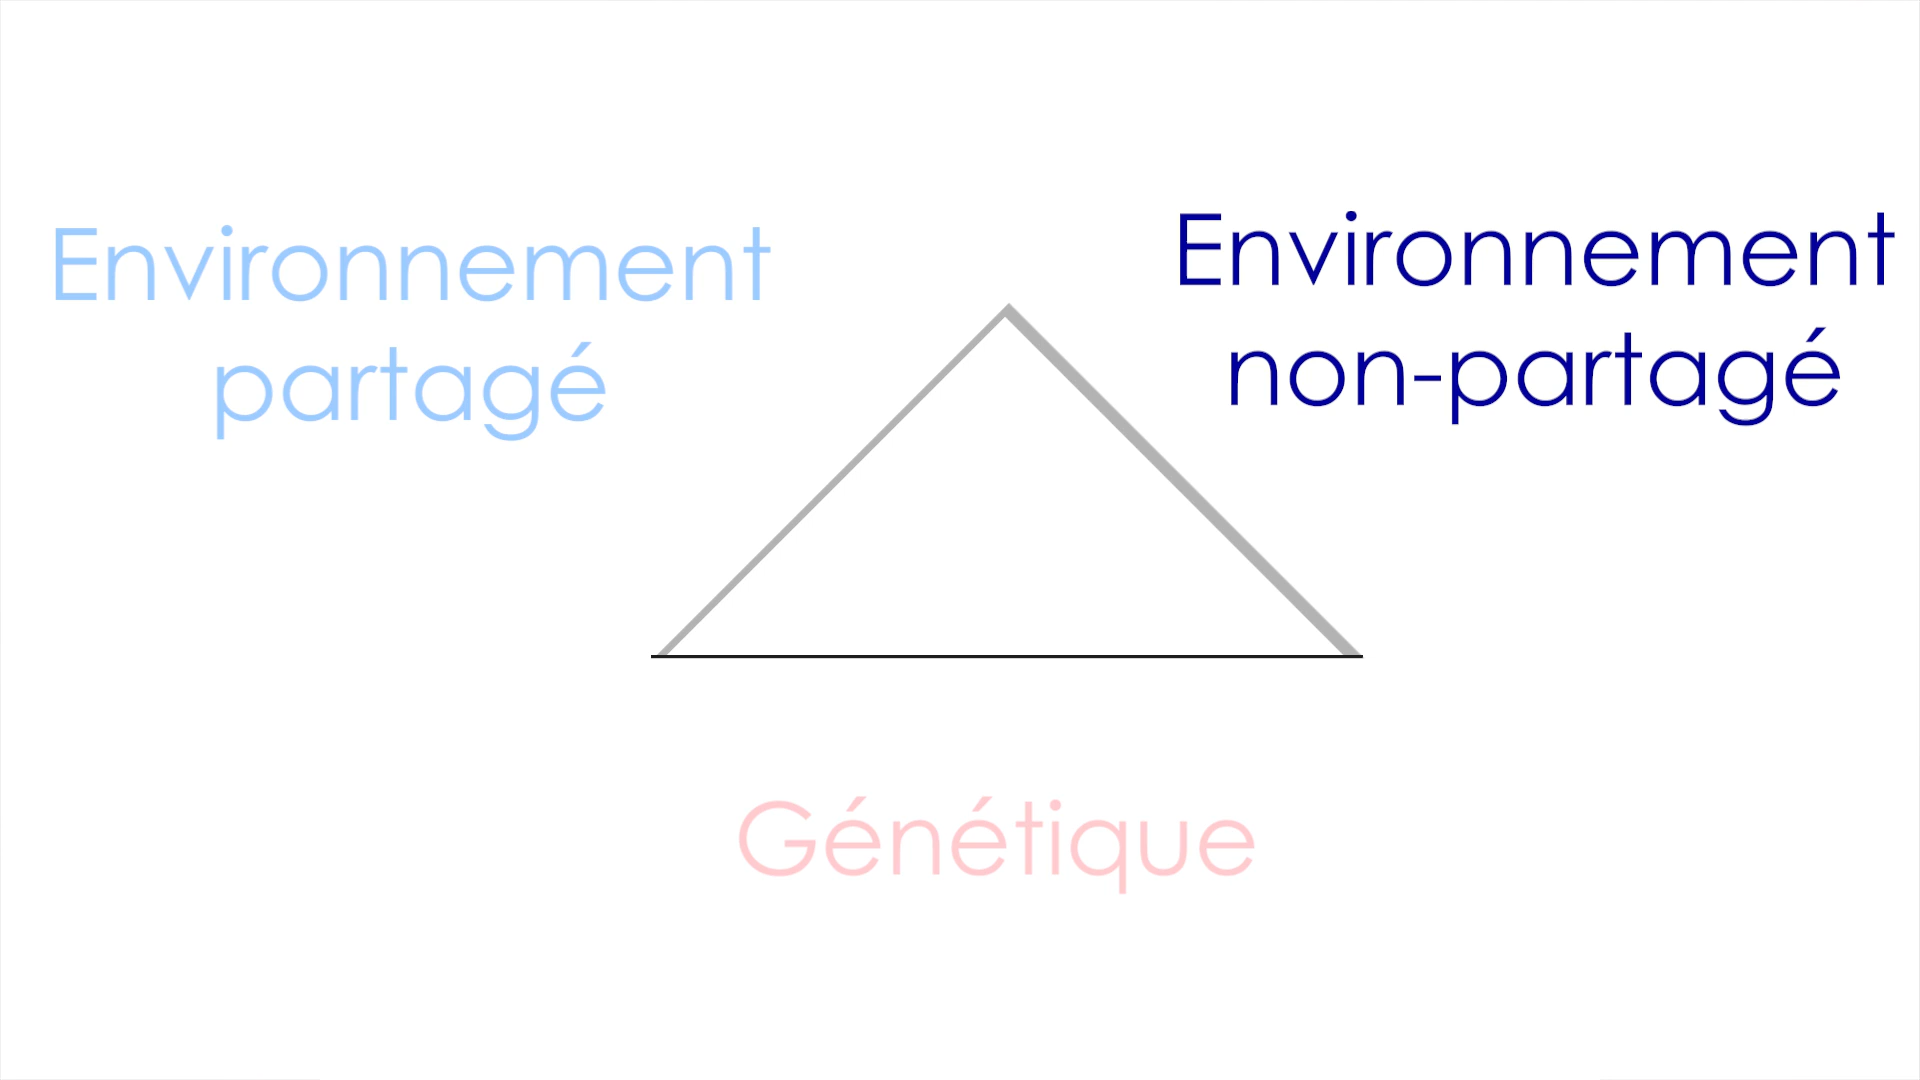 Environnement
partagé
Environnement
non-partagé
Génétique